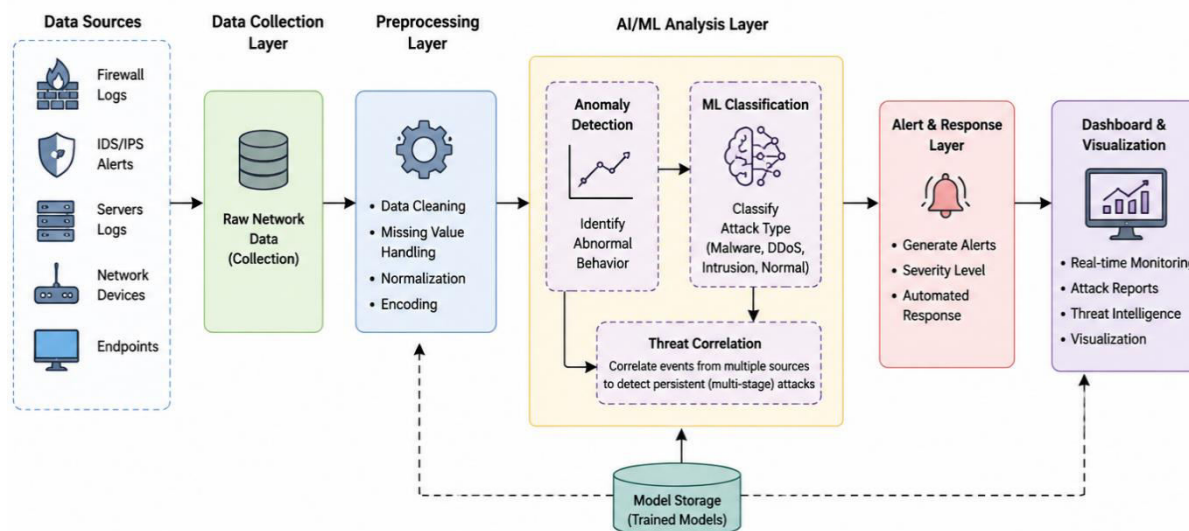 Data Sources
Firewall
Logs
IDS/IPS
Alerts
Servers
Logs
Network
Devices
Endpoints
Data Collection
Layer
Raw Network
Data
(Collection)
Preprocessing
Layer
• Data Cleaning
• Missing Value
Handling
• Normalization
• Encoding
AI/ML Analysis Layer
Anomaly
Detection
Identify
Abnormal
Behavior
ML Classification
Classify
Attack Type
(Malware, DDoS,
Intrusion, Normal)
Threat Correlation
Correlate events from multiple sources
to detect persistent (multi-stage) attacks
Alert & Response
Layer
• Generate Alerts
• Severity Level
• Automated
Response
Dashboard &
Visualization
• Real-time Monitoring
• Attack Reports
• Threat Intelligence
• Visualization
Model Storage
(Trained Models)